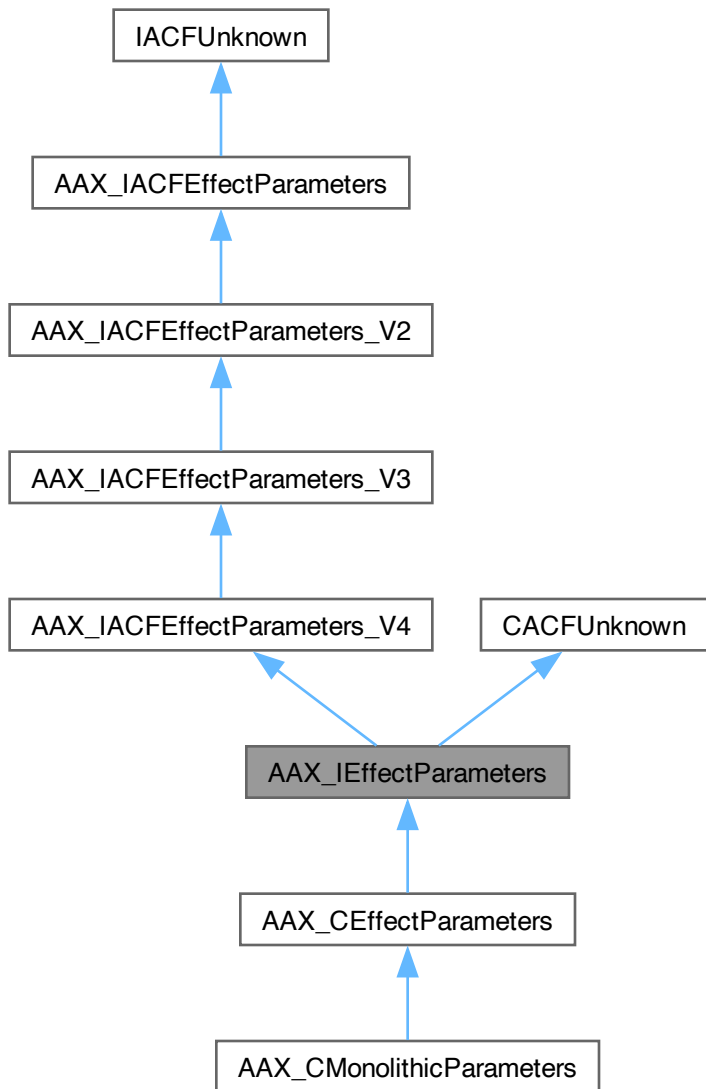 IACFUnknown
AAX_IACFEffectParameters
AAX_IACFEffectParameters_V2
AAX_IACFEffectParameters_V3
AAX_IACFEffectParameters_V4
CACFUnknown
AAX_IEffectParameters
AAX_CEffectParameters
AAX_CMonolithicParameters